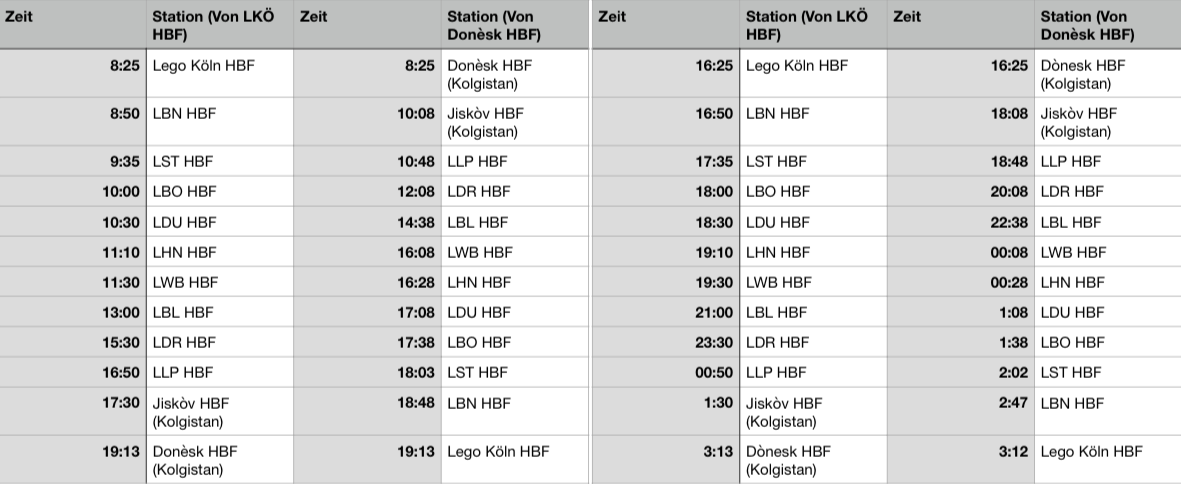 Zeit Station (Von LKÖ Zeit Station (Von Zeit Station (Von LKÖ Zeit Station (Von
HBF) Donèsk HBF) HBF) Donèsk HBF)
8:25 Lego Köln HBF 8:25 Donèsk HBF 16:25 Lego Köln HBF 16:25 Dònesk HBF
(Kolgistan) (Kolgistan)
8:50 LBN HBF 10:08 Jiskòv HBF 16:50 LBN HBF 18:08 Jiskòv HBF
(Kolgistan) (Kolgistan)
9:35 LST HBF 10:48 LLP HBF 17:35 LST HBF 18:48 LLP HBF
10:00 LBO HBF 12:08 LDR HBF 18:00 LBO HBF 20:08 LDR HBF
10:30 LDU HBF 14:38 LBL HBF 18:30 LDU HBF 22:38 LBL HBF
11:10 LHN HBF 16:08 LWB HBF 19:10 LHN HBF 00:08 LWB HBF
11:30 LWB HBF 16:28 LHN HBF 19:30 LWB HBF 00:28 LHN HBF
13:00 LBL HBF 17:08 LDU HBF 21:00 LBL HBF 1:08 LDU HBF
15:30 LDR HBF 17:38 LBO HBF 23:30 LDR HBF 1:38 LBO HBF
16:50 LLP HBF 18:03 LST HBF 00:50 LLP HBF 2:02 LST HBF
17:30 Jiskòv HBF 18:48 LBN HBF 1:30 Jiskòv HBF 2:47 LBN HBF
(Kolgistan) (Kolgistan)
19:13 Donèsk HBF 19:13 Lego Köln HBF 3:13 Dònesk HBF 3:12 Lego Köln HBF
(Kolgistan) (Kolgistan)